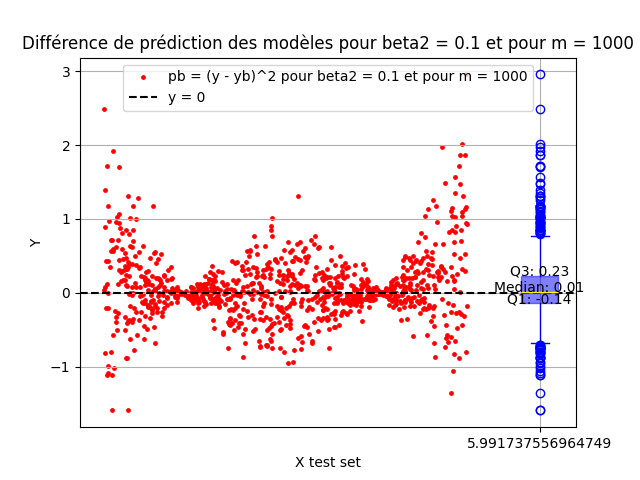 Différence de prédiction des modèles pour beta2 = 0.1 et pour m = 1000
pb = (y - yb)^2 pour beta2 = 0.1 et pour m = 1000
y = 0
3
2
1
0
−1
Y
Q3: 0.23
Median: 0.01
Q1: -0.14
5.991737556964749
X test set